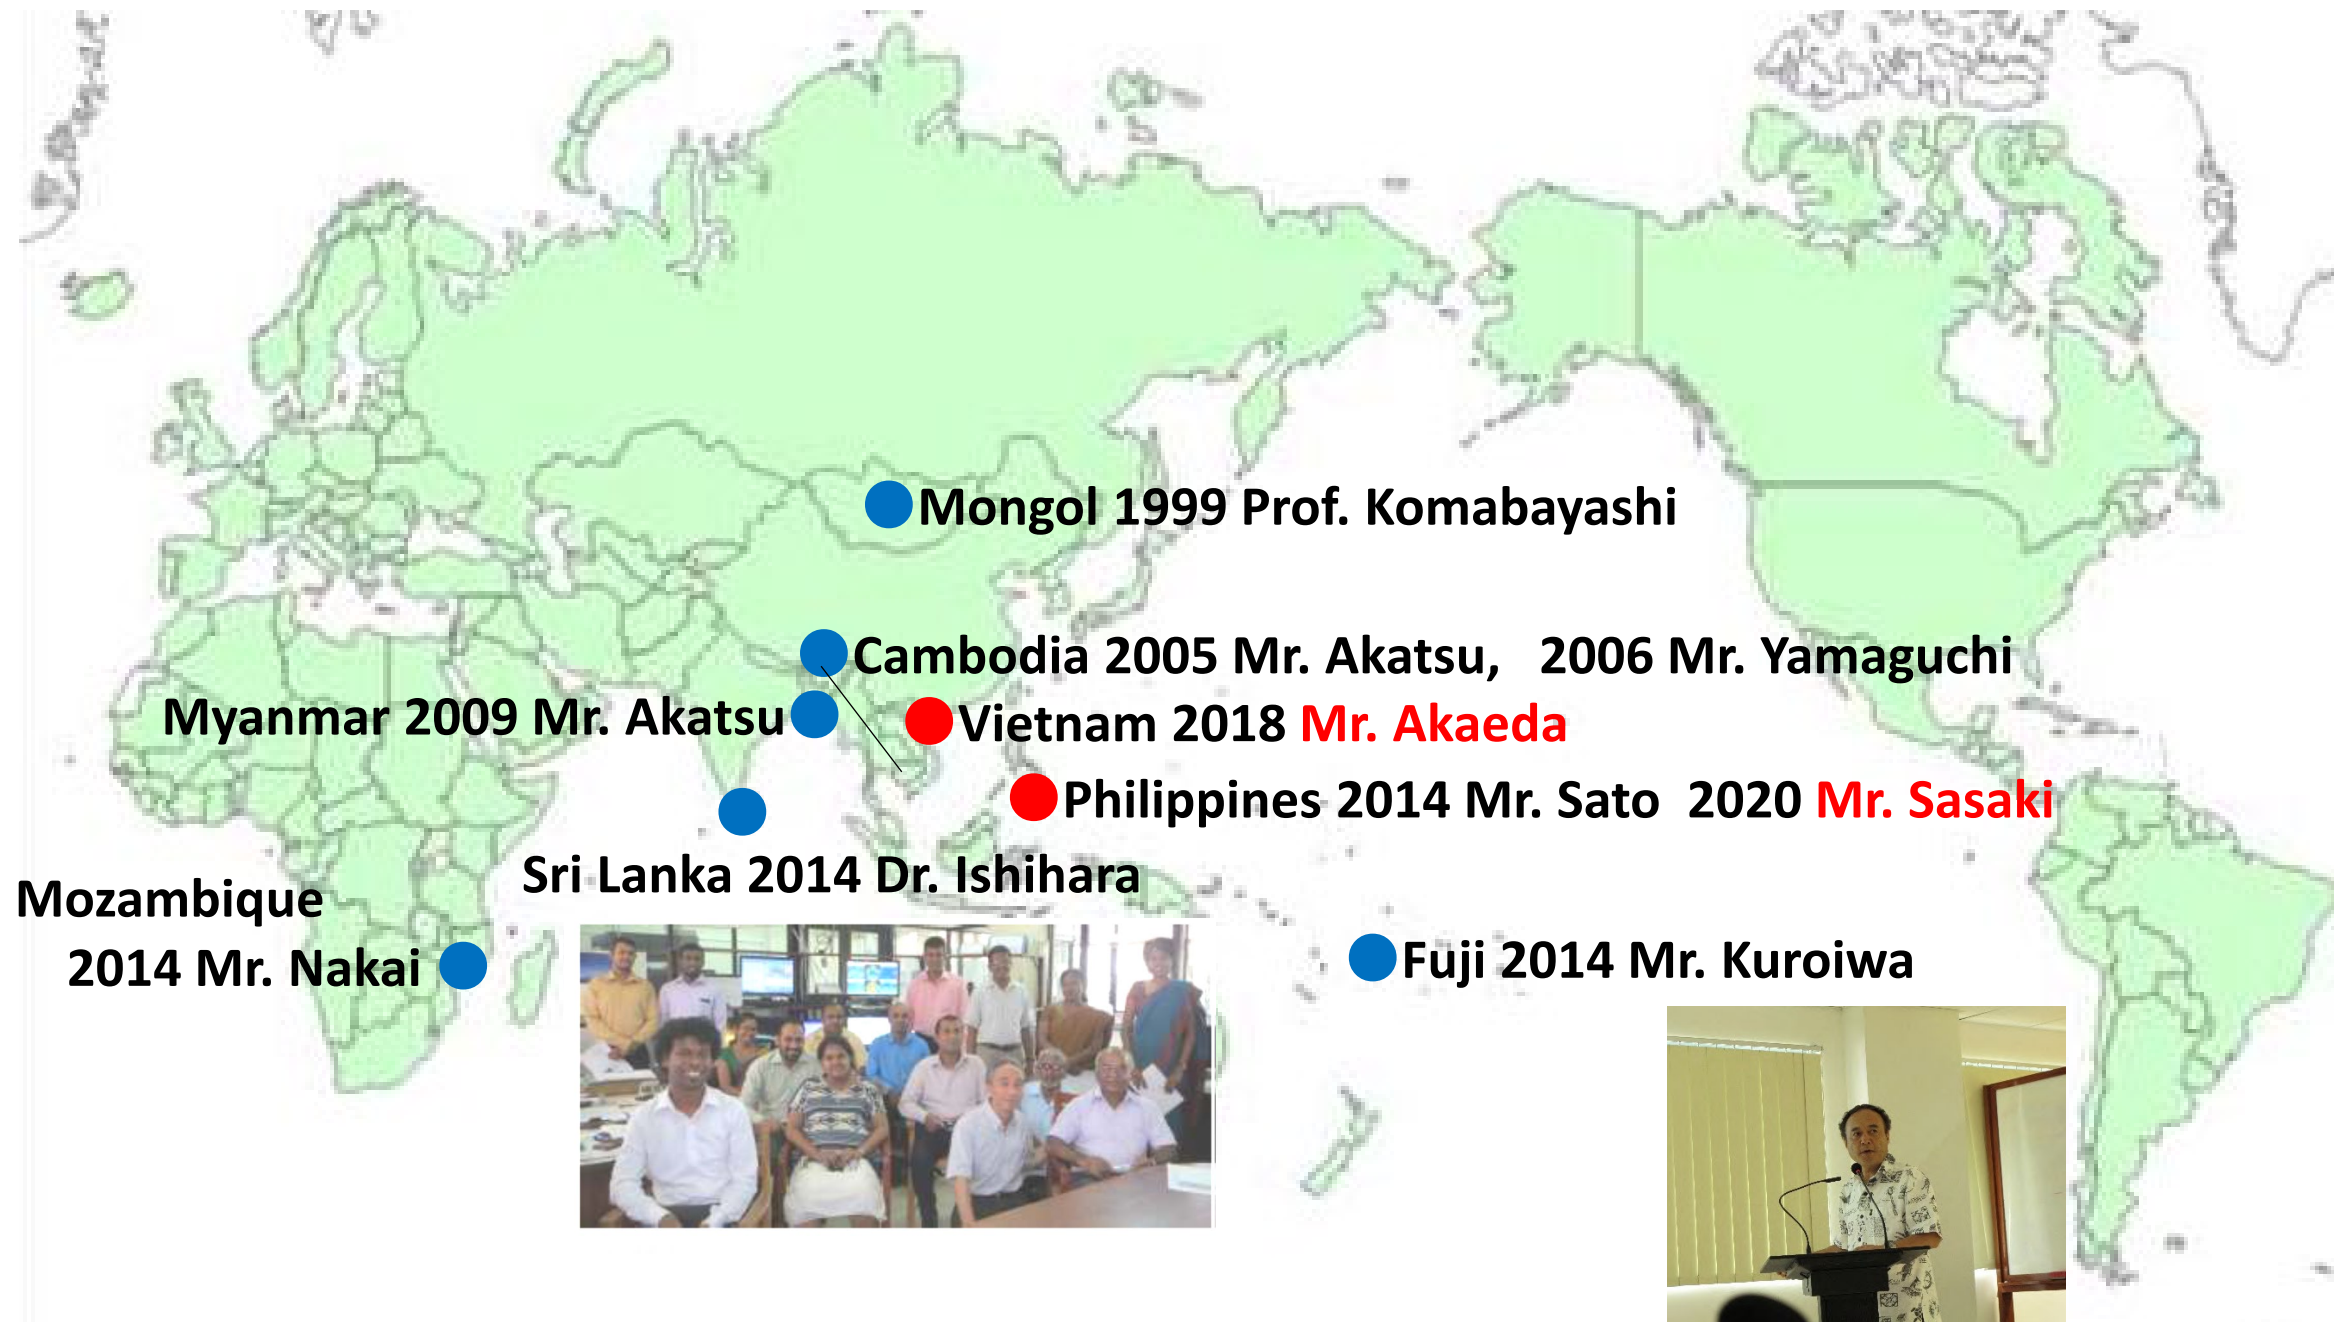 Mongol 1999 Prof. Komabayashi
Cambodia 2005 Mr. Akatsu, 2006 Mr. Yamaguchi
Myanmar 2009 Mr. Akatsu
Vietnam 2018 Mr. Akaeda
Philippines 2014 Mr. Sato 2020 Mr. Sasaki
Sri Lanka 2014 Dr. Ishihara
Mozambique
2014 Mr. Nakai
Fuji 2014 Mr. Kuroiwa